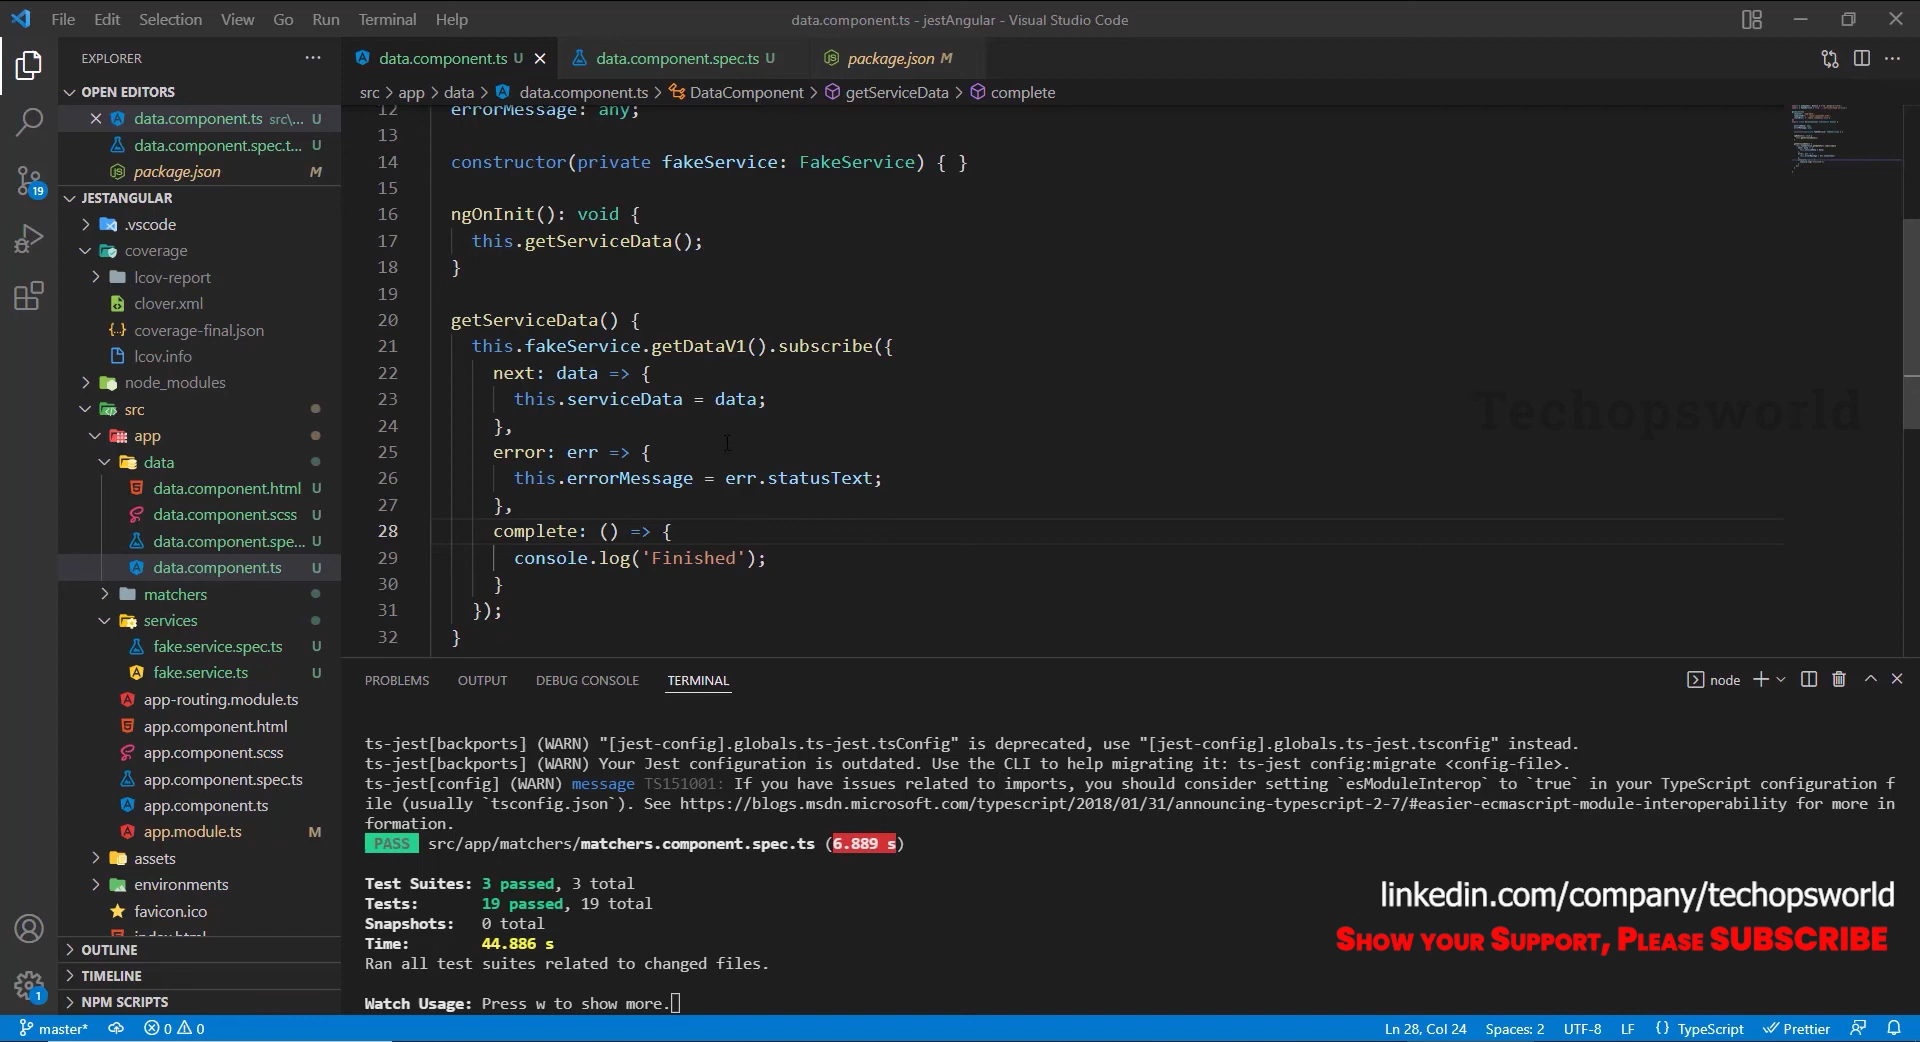 File Edit Selection View Go Run Terminal Help
data.component.ts - jestAngular - Visual Studio Code
EXPLORER
OPEN EDITORS
data.component.ts src\... U
data.component.spec.t... U
package.json M
JESTANGULAR
.vscode
coverage
lcov-report
clover.xml
coverage-final.json
lcov.info
node_modules
src
app
data
data.component.html U
data.component.scss U
data.component.spe... U
data.component.ts U
matchers
services
fake.service.spec.ts U
fake.service.ts U
app-routing.module.ts
app.component.html
app.component.scss
app.component.spec.ts
app.component.ts
app.module.ts M
assets
environments
favicon.ico
index.html
OUTLINE
TIMELINE
NPM SCRIPTS
19
1
data.component.ts U
data.component.spec.ts U
package.json M
src > app > data > data.component.ts > DataComponent > getServiceData > complete
12 errorMessage: any;
13
14 constructor(private fakeService: FakeService) { }
15
16 ngOnInit(): void {
17 this.getServiceData();
18 }
19
20 getServiceData() {
21 this.fakeService.getDataV1().subscribe({
22 next: data => {
23 this.serviceData = data;
24 },
25 error: err => {
26 this.errorMessage = err.statusText;
27 },
28 complete: () => {
29 console.log('Finished');
30 }
31 });
32 }
Techopsworld
PROBLEMS OUTPUT DEBUG CONSOLE TERMINAL
node
ts-jest[backports] (WARN) "[jest-config].globals.ts-jest.tsConfig" is deprecated, use "[jest-config].globals.ts-jest.tsconfig" instead.
ts-jest[backports] (WARN) Your Jest configuration is outdated. Use the CLI to help migrating it: ts-jest config:migrate <config-file>.
ts-jest[config] (WARN) message TS151001: If you have issues related to imports, you should consider setting `esModuleInterop` to `true` in your TypeScript configuration f
ile (usually `tsconfig.json`). See https://blogs.msdn.microsoft.com/typescript/2018/01/31/announcing-typescript-2-7/#easier-ecmascript-module-interoperability for more in
formation.
PASS src/app/matchers/matchers.component.spec.ts (6.889 s)
Test Suites: 3 passed, 3 total
Tests: 19 passed, 19 total
Snapshots: 0 total
Time: 44.886 s
Ran all test suites related to changed files.
Watch Usage: Press w to show more.
linkedin.com/company/techopsworld
Show your Support, Please SUBSCRIBE
master* 0 0
Ln 28, Col 24 Spaces: 2 UTF-8 LF {} TypeScript Prettier